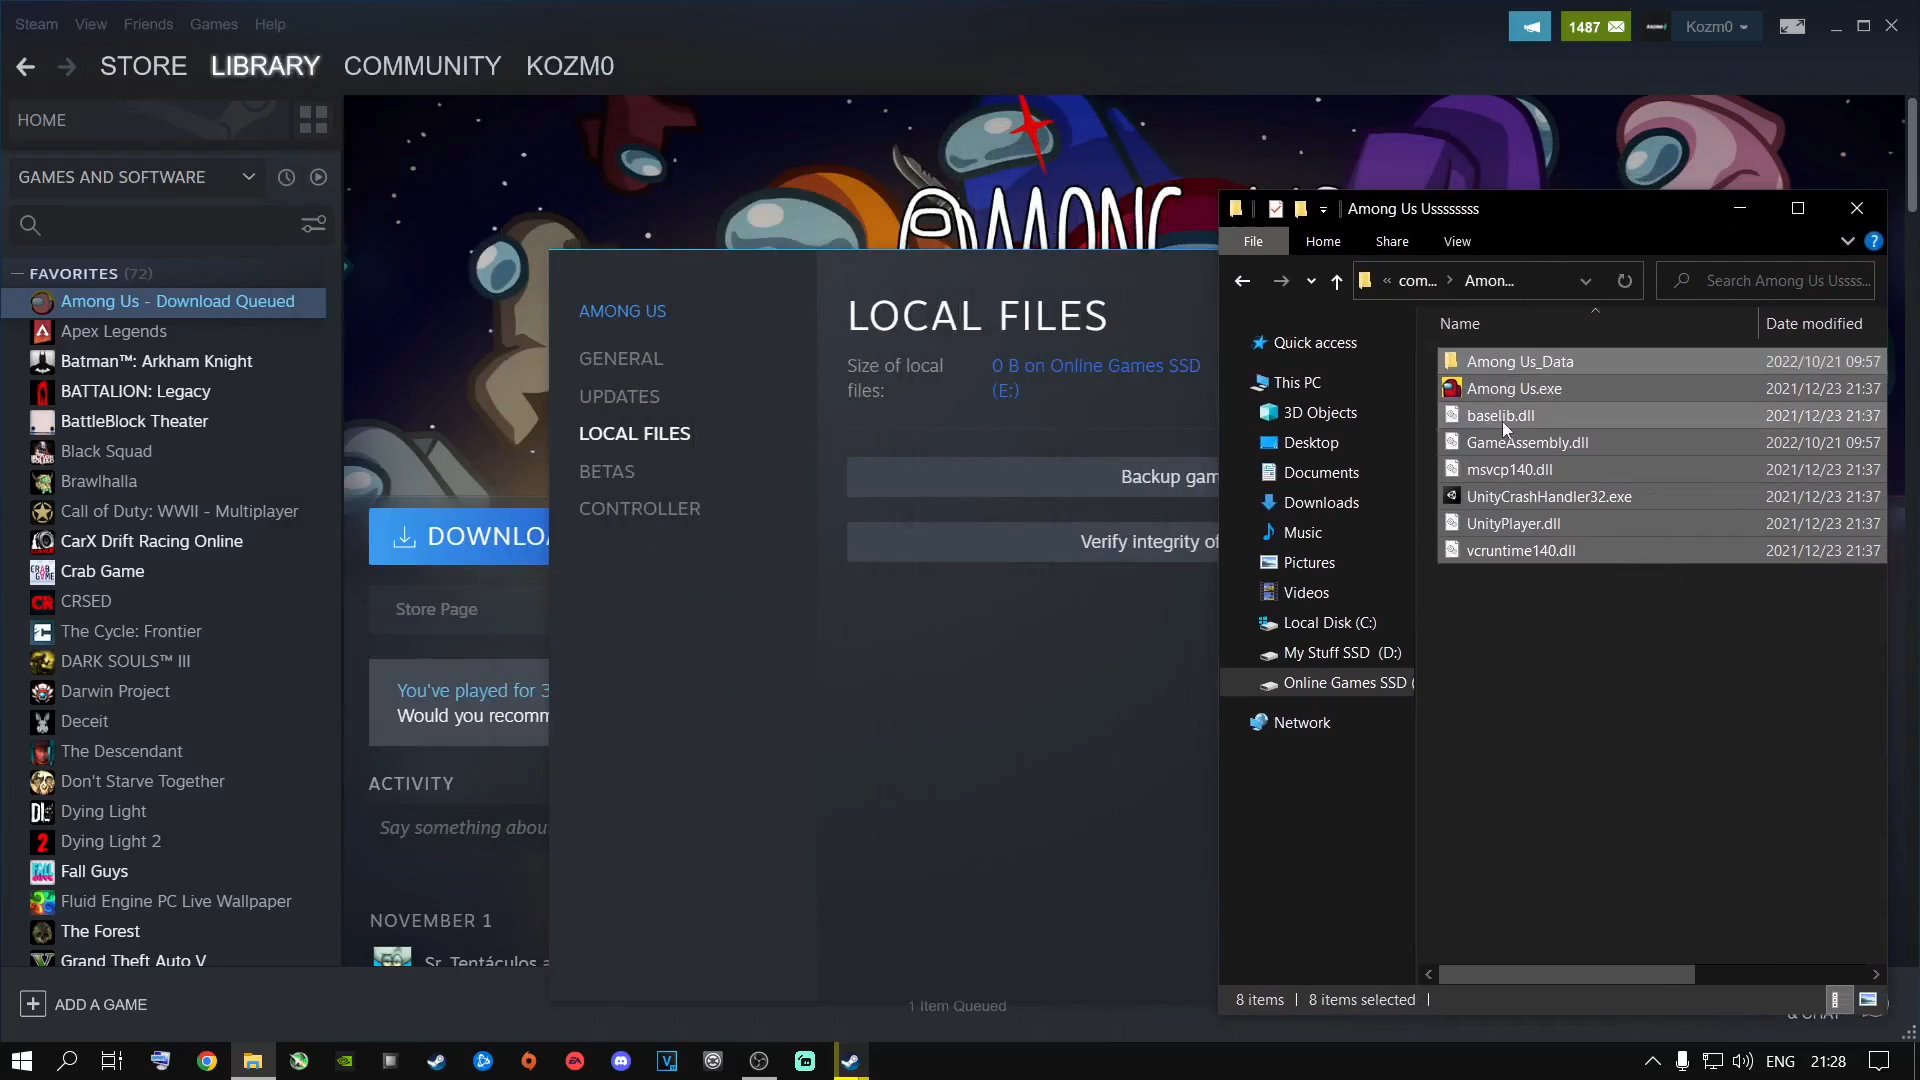 Steam View Friends Games Help
1487
Kozm0
STORE LIBRARY COMMUNITY KOZM0
HOME
GAMES AND SOFTWARE
FAVORITES (72)
Among Us - Download Queued
Apex Legends
Batman™: Arkham Knight
BATTALION: Legacy
BattleBlock Theater
Black Squad
Brawlhalla
Call of Duty: WWII - Multiplayer
CarX Drift Racing Online
Crab Game
CRSED
The Cycle: Frontier
DARK SOULS™ III
Darwin Project
Deceit
The Descendant
Don't Starve Together
Dying Light
Dying Light 2
Fall Guys
Fluid Engine PC Live Wallpaper
The Forest
Grand Theft Auto V
ADD A GAME
AMONG
DOWNLOA
Store Page
You've played for 3
Would you recomm
ACTIVITY
Say something abou
NOVEMBER 1
Sr. Tentáculos a
AMONG US
GENERAL
UPDATES
LOCAL FILES
BETAS
CONTROLLER
LOCAL FILES
Size of local
files:
0 B on Online Games SSD
(E:)
Backup gam
Verify integrity of
1 Item Queued
Among Us Usssssssss
File Home Share View
« com... > Amon...
Search Among Us Ussss...
Quick access
This PC
3D Objects
Desktop
Documents
Downloads
Music
Pictures
Videos
Local Disk (C:)
My Stuff SSD (D:)
Online Games SSD (
Network
Name Date modified
Among Us_Data 2022/10/21 09:57
Among Us.exe 2021/12/23 21:37
baselib.dll 2021/12/23 21:37
GameAssembly.dll 2022/10/21 09:57
msvcp140.dll 2021/12/23 21:37
UnityCrashHandler32.exe 2021/12/23 21:37
UnityPlayer.dll 2021/12/23 21:37
vcruntime140.dll 2021/12/23 21:37
8 items 8 items selected
& CHAT
ENG 21:28